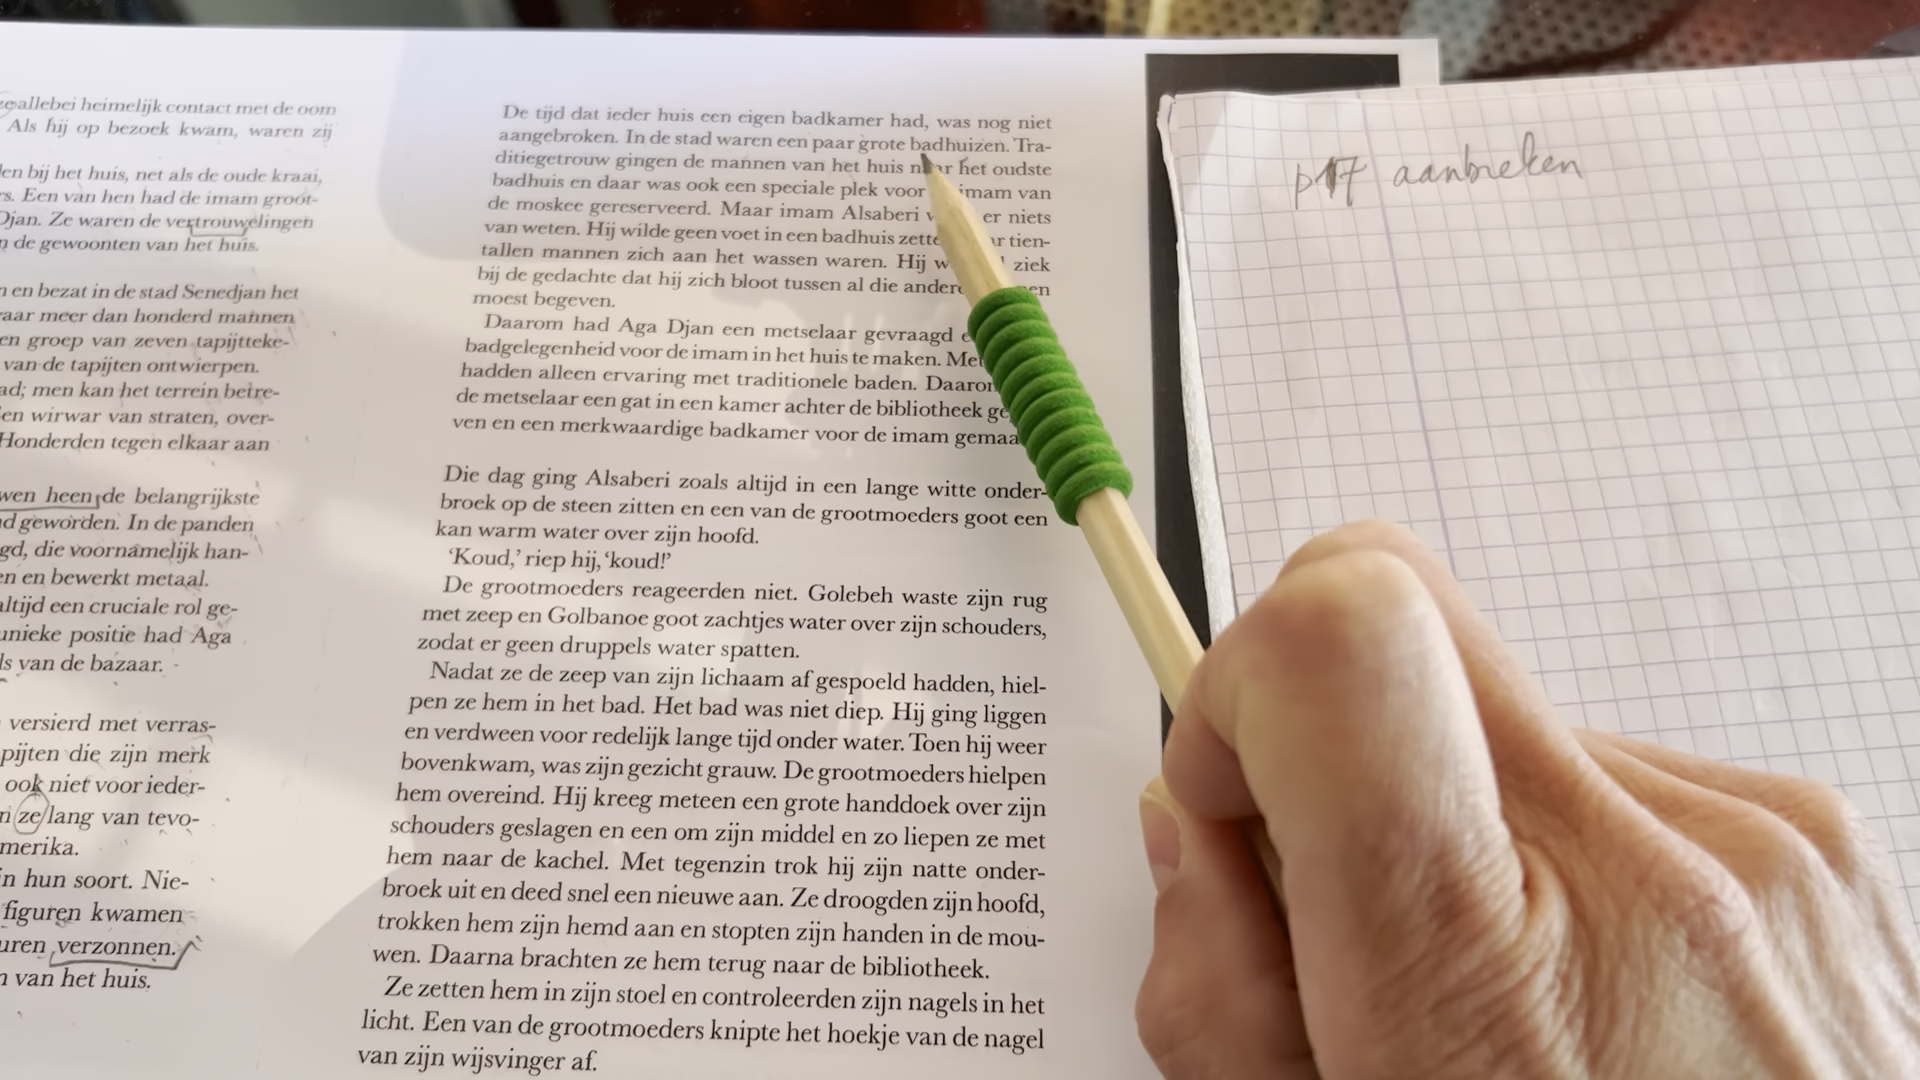 allebei heimelijk contact met de oom
Als hij op bezoek kwam, waren zij
en bij het huis, net als de oude kraai,
s. Een van hen had de imam groot-
Djan. Ze waren de vertrouwelingen
de gewoonten van het huis.
en bezat in de stad Senedjan het
aar meer dan honderd mannen
en groep van zeven tapijtteke-
van de tapijten ontwierpen.
ad; men kan het terrein betre-
en wirwar van straten, over-
Honderden tegen elkaar aan
wen heen de belangrijkste
d geworden. In de panden
gd, die voornamelijk han-
en en bewerkt metaal.
altijd een cruciale rol ge-
unieke positie had Aga
ls van de bazaar.
versierd met verras-
pijten die zijn merk
ook niet voor ieder-
n ze lang van tevo-
merika.
in hun soort. Nie-
figuren kwamen
uren verzonnen.
van het huis.
De tijd dat ieder huis een eigen badkamer had, was nog niet
aangebroken. In de stad waren een paar grote badhuizen. Tra-
ditiegetrouw gingen de mannen van het huis naar het oudste
badhuis en daar was ook een speciale plek voor imam van
de moskee gereserveerd. Maar imam Alsaberi er niets
van weten. Hij wilde geen voet in een badhuis zette tien-
tallen mannen zich aan het wassen waren. Hij ziek
bij de gedachte dat hij zich bloot tussen al die andere en
moest begeven.
Daarom had Aga Djan een metselaar gevraagd
badgelegenheid voor de imam in het huis te maken. Me
hadden alleen ervaring met traditionele baden. Daaro
de metselaar een gat in een kamer achter de bibliotheek ge
ven en een merkwaardige badkamer voor de imam gemaa
Die dag ging Alsaberi zoals altijd in een lange witte onder-
broek op de steen zitten en een van de grootmoeders goot een
kan warm water over zijn hoofd.
‘Koud,’ riep hij, ‘koud!’
De grootmoeders reageerden niet. Golebeh waste zijn rug
met zeep en Golbanoe goot zachtjes water over zijn schouders,
zodat er geen druppels water spatten.
Nadat ze de zeep van zijn lichaam af gespoeld hadden, hiel-
pen ze hem in het bad. Het bad was niet diep. Hij ging liggen
en verdween voor redelijk lange tijd onder water. Toen hij weer
bovenkwam, was zijn gezicht grauw. De grootmoeders hielpen
hem overeind. Hij kreeg meteen een grote handdoek over zijn
schouders geslagen en een om zijn middel en zo liepen ze met
hem naar de kachel. Met tegenzin trok hij zijn natte onder-
broek uit en deed snel een nieuwe aan. Ze droogden zijn hoofd,
trokken hem zijn hemd aan en stopten zijn handen in de mou-
wen. Daarna brachten ze hem terug naar de bibliotheek.
Ze zetten hem in zijn stoel en controleerden zijn nagels in het
licht. Een van de grootmoeders knipte het hoekje van de nagel
van zijn wijsvinger af.
p17 aanbreken